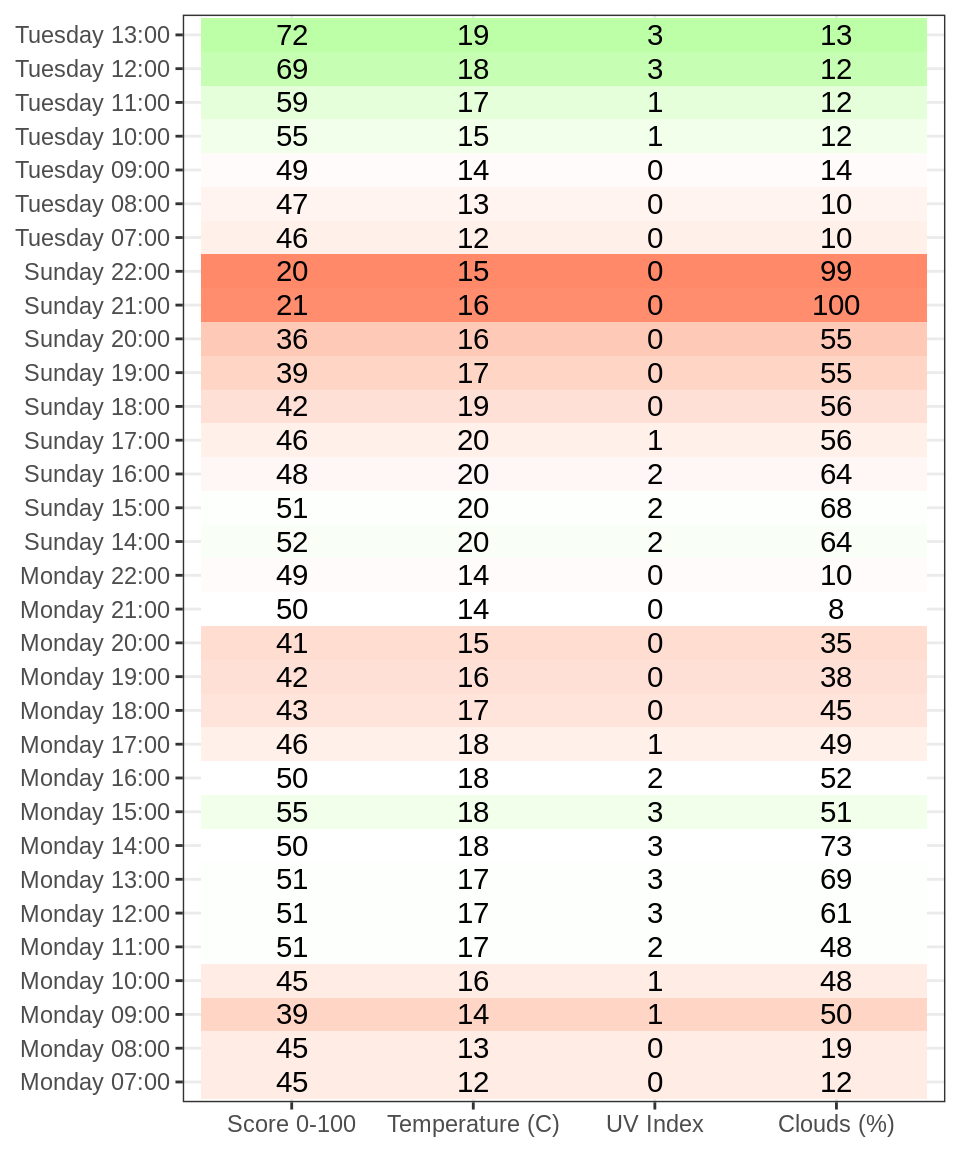 Tuesday 13:00 72 19 3 13
Tuesday 12:00 69 18 3 12
Tuesday 11:00 59 17 1 12
Tuesday 10:00 55 15 1 12
Tuesday 09:00 49 14 0 14
Tuesday 08:00 47 13 0 10
Tuesday 07:00 46 12 0 10
Sunday 22:00 20 15 0 99
Sunday 21:00 21 16 0 100
Sunday 20:00 36 16 0 55
Sunday 19:00 39 17 0 55
Sunday 18:00 42 19 0 56
Sunday 17:00 46 20 1 56
Sunday 16:00 48 20 2 64
Sunday 15:00 51 20 2 68
Sunday 14:00 52 20 2 64
Monday 22:00 49 14 0 10
Monday 21:00 50 14 0 8
Monday 20:00 41 15 0 35
Monday 19:00 42 16 0 38
Monday 18:00 43 17 0 45
Monday 17:00 46 18 1 49
Monday 16:00 50 18 2 52
Monday 15:00 55 18 3 51
Monday 14:00 50 18 3 73
Monday 13:00 51 17 3 69
Monday 12:00 51 17 3 61
Monday 11:00 51 17 2 48
Monday 10:00 45 16 1 48
Monday 09:00 39 14 1 50
Monday 08:00 45 13 0 19
Monday 07:00 45 12 0 12
Score 0-100 Temperature (C) UV Index Clouds (%)